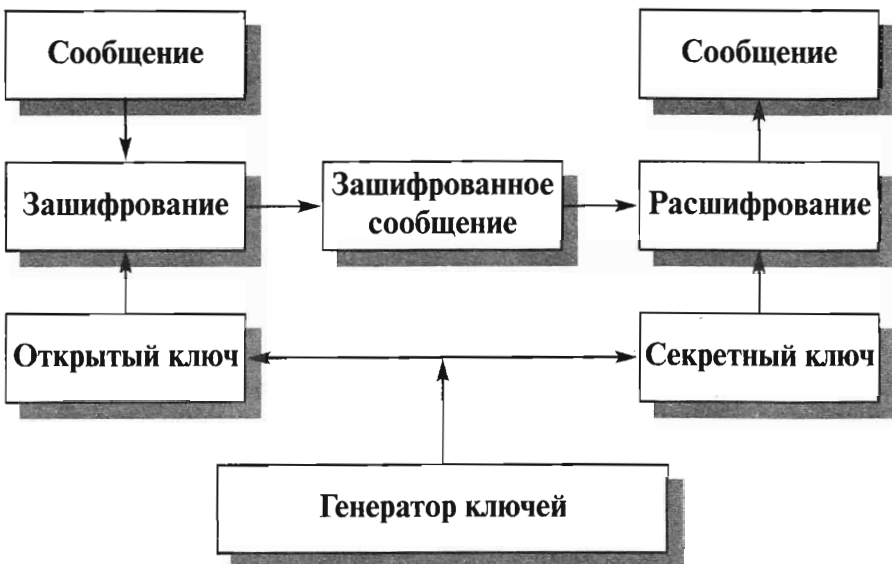 Сообщение
Сообщение
Зашифрование
Зашифрованное
сообщение
Расшифрование
Открытый ключ
Секретный ключ
Генератор ключей